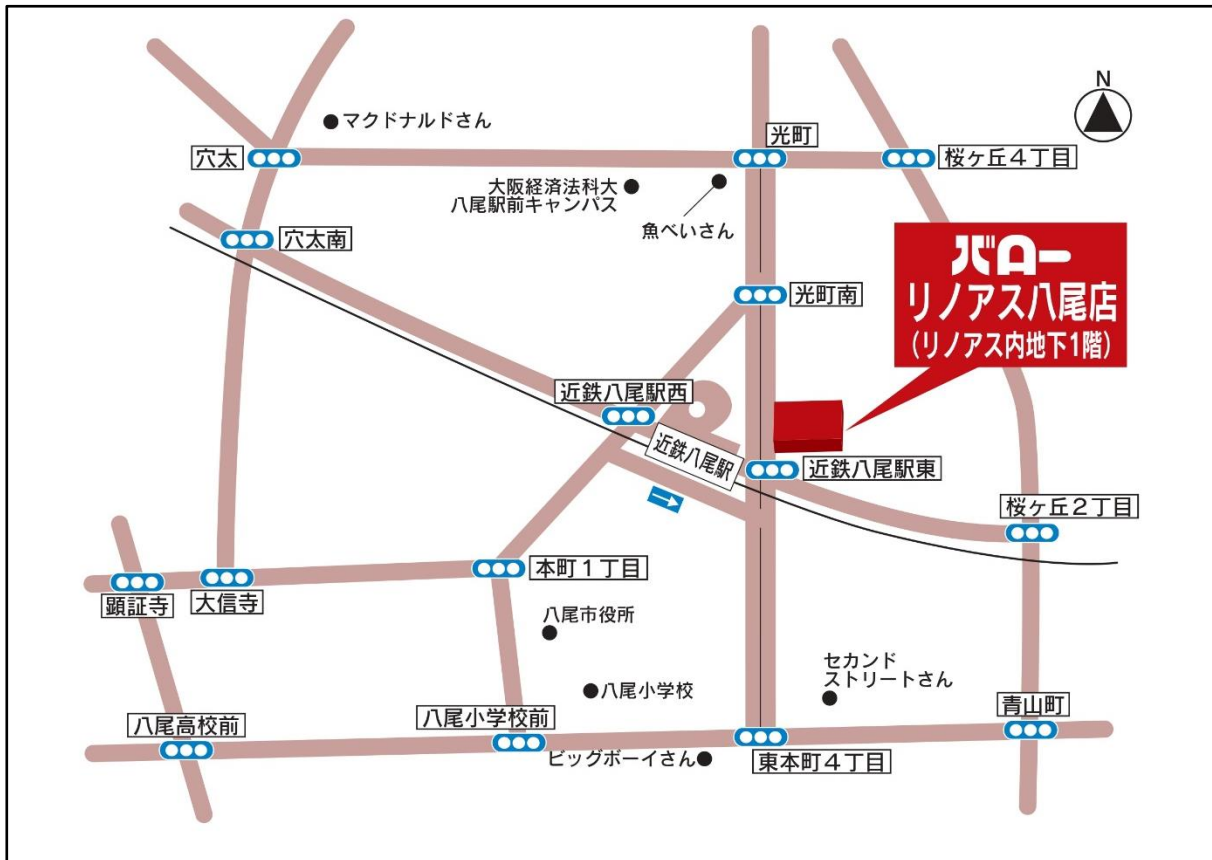 N
マクドナルドさん
光町
穴太
桜ヶ丘4丁目
大阪経済法科大
八尾駅前キャンパス
魚べいさん
穴太南
バロー
リノアス八尾店
(リノアス内地下1階)
光町南
近鉄八尾駅西
近鉄八尾駅
近鉄八尾駅東
桜ヶ丘2丁目
本町1丁目
顕証寺
大信寺
八尾市役所
セカンド
ストリートさん
八尾小学校
青山町
八尾高校前
八尾小学校前
ビッグボーイさん
東本町4丁目